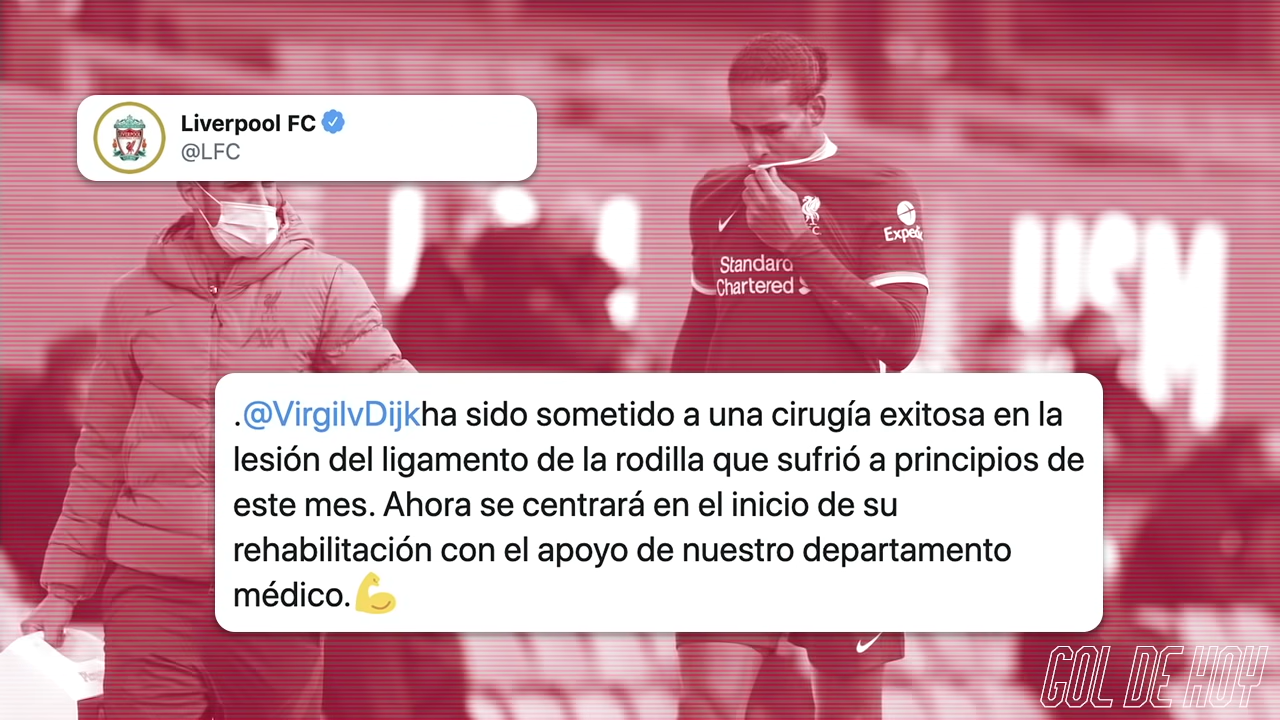 Liverpool FC
@LFC
Expedi
Standard
Chartered
.@VirgilvDijkha sido sometido a una cirugía exitosa en la
lesión del ligamento de la rodilla que sufrió a principios de
este mes. Ahora se centrará en el inicio de su
rehabilitación con el apoyo de nuestro departamento
médico.💪
GOL DE HOY